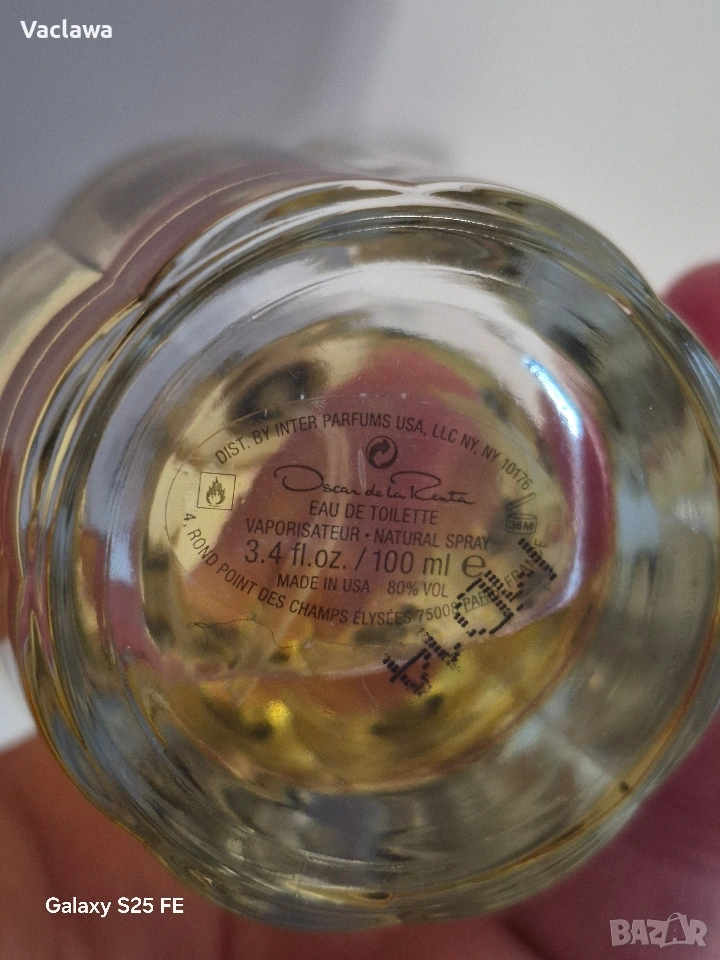 Vaclawa
DIST. BY INTER PARFUMS USA, LLC NY, NY 10176
Oscar de la Renta
EAU DE TOILETTE
36M
VAPORISATEUR • NATURAL SPRAY
3.4 fl.oz. / 100 ml e
MADE IN USA 80% VOL
4, ROND POINT DES CHAMPS ÉLYSÉES 75008 PARIS FRANCE
Galaxy S25 FE
BAZAR